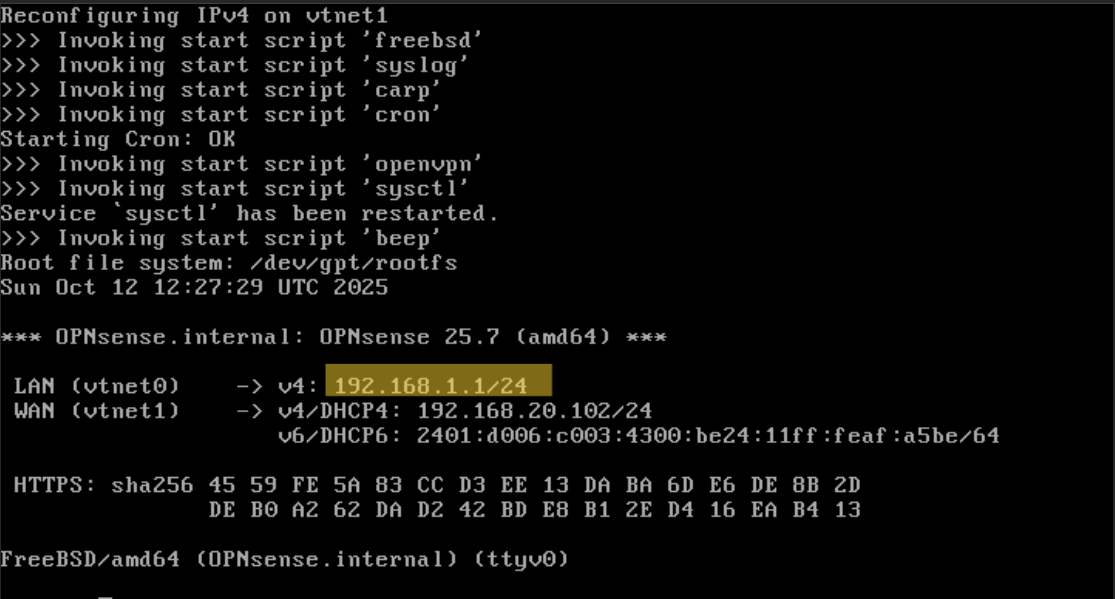 Reconfiguring IPv4 on vtnet1
>>> Invoking start script 'freebsd'
>>> Invoking start script 'syslog'
>>> Invoking start script 'carp'
>>> Invoking start script 'cron'
Starting Cron: OK
>>> Invoking start script 'openvpn'
>>> Invoking start script 'sysctl'
Service `sysctl' has been restarted.
>>> Invoking start script 'beep'
Root file system: /dev/gpt/rootfs
Sun Oct 12 12:27:29 UTC 2025
*** OPNsense.internal: OPNsense 25.7 (amd64) ***
LAN (vtnet0) -> v4: 192.168.1.1/24
WAN (vtnet1) -> v4/DHCP4: 192.168.20.102/24
v6/DHCP6: 2401:d006:c003:4300:be24:11ff:feaf:a5be/64
HTTPS: sha256 45 59 FE 5A 83 CC D3 EE 13 DA BA 6D E6 DE 8B 2D
DE B0 A2 62 DA D2 42 BD E8 B1 2E D4 16 EA B4 13
FreeBSD/amd64 (OPNsense.internal) (ttyv0)